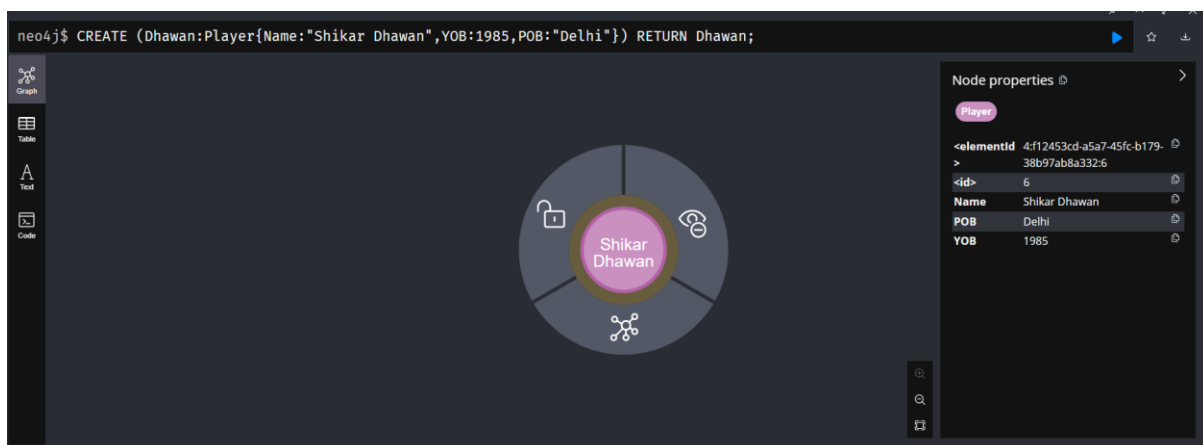 neo4j$ CREATE (Dhawan:Player{Name:"Shikar Dhawan",YOB:1985,POB:"Delhi"}) RETURN Dhawan;
Graph
Table
A
Text
Code
Shikar
Dhawan
Node properties
Player
<elementId 4:f12453cd-a5a7-45fc-b179-
> 38b97ab8a332:6
<id> 6
Name Shikar Dhawan
POB Delhi
YOB 1985